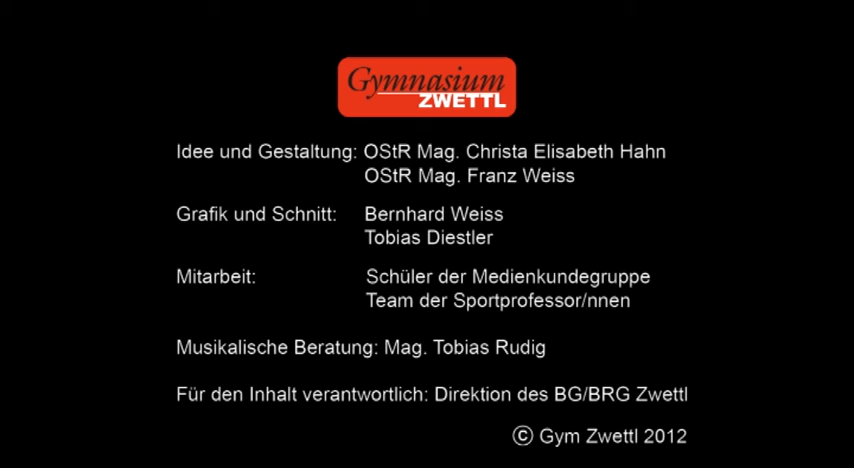 Gymnasium
ZWETTL
Idee und Gestaltung: OStR Mag. Christa Elisabeth Hahn
OStR Mag. Franz Weiss
Grafik und Schnitt: Bernhard Weiss
Tobias Diestler
Mitarbeit: Schüler der Medienkundegruppe
Team der Sportprofessor/nnen
Musikalische Beratung: Mag. Tobias Rudig
Für den Inhalt verantwortlich: Direktion des BG/BRG Zwettl
© Gym Zwettl 2012